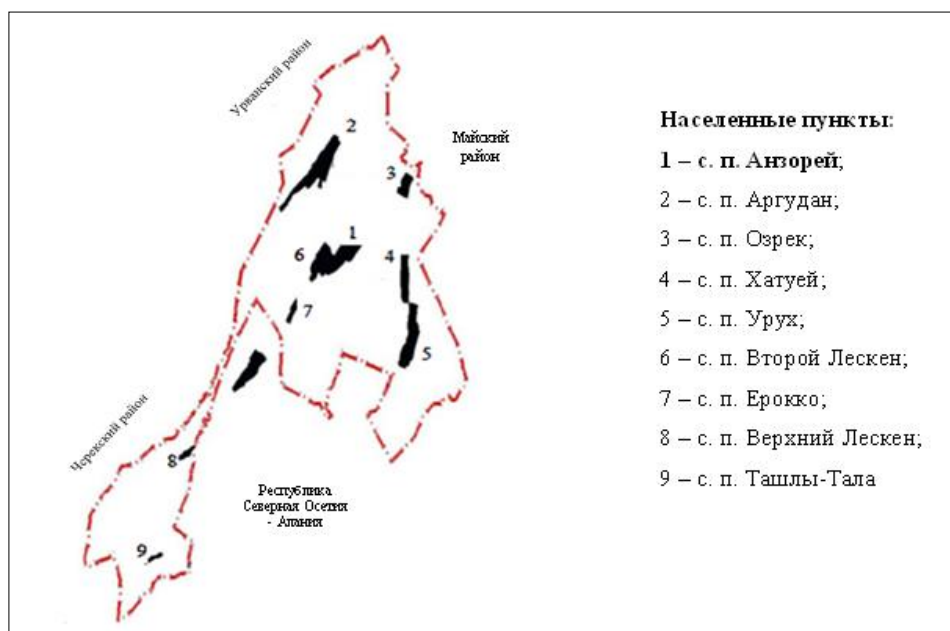 Урванский район
2
Майский
район
3
1
6
4
7
5
Черекский район
8
Республика
Северная Осетия
- Алания
9
Населенные пункты:
1 – с. п. Анзорей;
2 – с. п. Аргудан;
3 – с. п. Озрек;
4 – с. п. Хатуей;
5 – с. п. Урух;
6 – с. п. Второй Лескен;
7 – с. п. Ерокко;
8 – с. п. Верхний Лескен;
9 – с. п. Ташлы-Тала